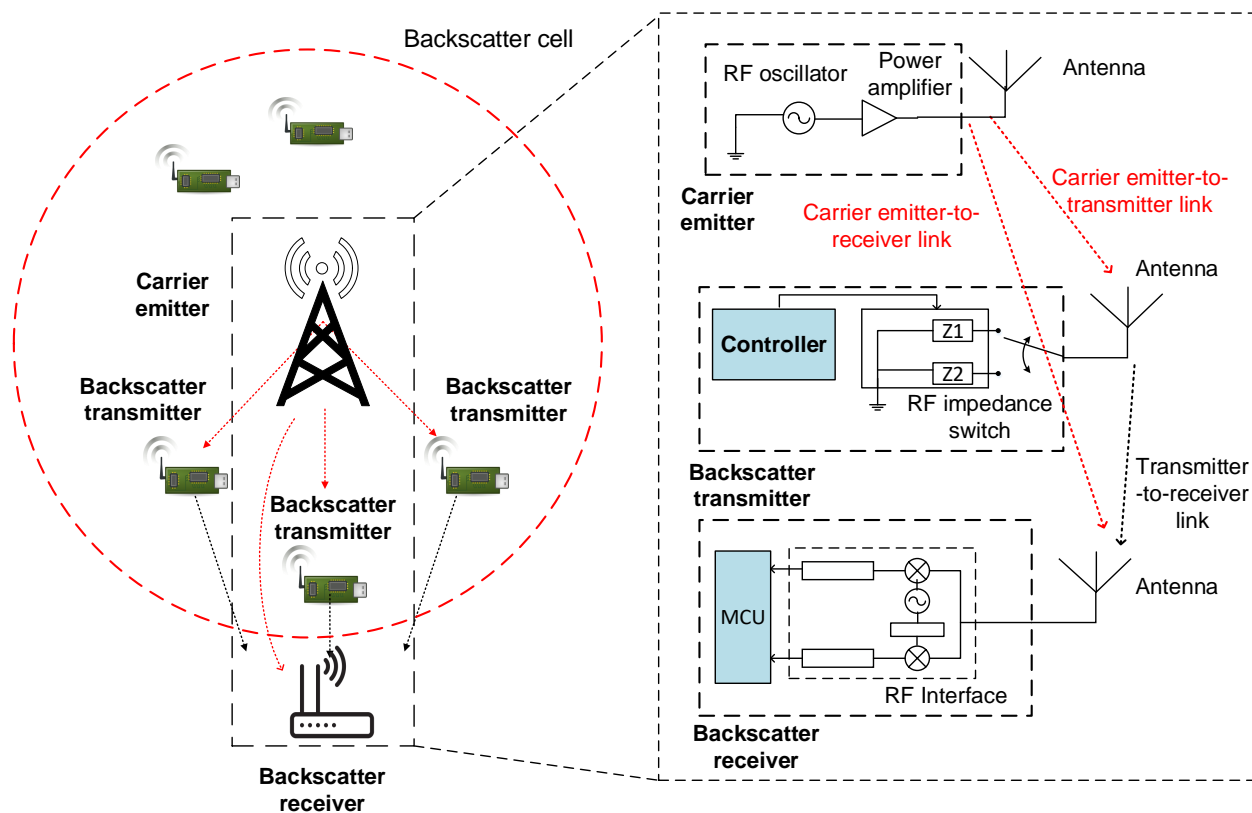 Backscatter cell
Carrier
emitter
Backscatter
transmitter
Backscatter
transmitter
Backscatter
transmitter
Backscatter
receiver
RF oscillator
Power
amplifier
Antenna
Carrier
emitter
Carrier emitter-to-
receiver link
Carrier emitter-to-
transmitter link
Antenna
Controller
Z1
Z2
RF impedance
switch
Backscatter
transmitter
Transmitter
-to-receiver
link
MCU
RF Interface
Antenna
Backscatter
receiver